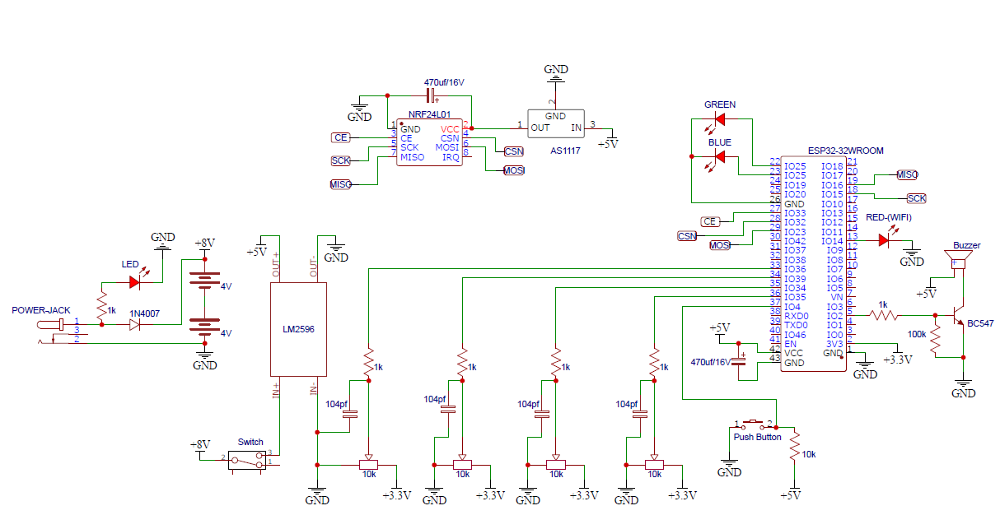 GND
470uf/16V
GND
NRF24L01
1 GND VCC 2
3 CE CSN 4
5 SCK MOSI 6
7 MISO IRQ 8
CE
SCK
MISO
CSN
MOSI
2
GND
1 OUT IN 3
AS1117
+5V
GREEN
BLUE
ESP32-32WROOM
22 IO25 IO18 21
23 IO25 IO17 20
24 IO19 IO16 19
25 IO20 IO15 18
26 GND IO10 17
27 IO33 IO13 16
28 IO32 IO12 15
29 IO23 IO11 14
30 IO42 IO14 13
31 IO37 IO9 12
32 IO38 IO8 11
33 IO36 IO7 10
34 IO39 IO6 9
35 IO34 IO5 8
36 IO35 VN 7
37 IO4 IO3 6
38 RXD0 IO2 5
39 TXD0 IO1 4
40 IO46 IO0 3
41 EN 3V3 2
42 VCC GND 1
43 GND
MISO
SCK
CE
CSN
MOSI
RED-(WIFI)
GND
Buzzer
+
+5V
1k
BC547
100k
+3.3V
GND
GND
+5V
470uf/16V
+
GND
+8V
LED
4V
POWER-JACK
1k
1N4007
1
3
2
4V
GND
+5V
OUT+
OUT-
GND
LM2596
IN+
IN-
+8V
Switch
2
3
1
1k
1k
1k
1k
104pf
104pf
104pf
104pf
10k
10k
10k
10k
GND
+3.3V
GND
+3.3V
GND
+3.3V
GND
+3.3V
1
2
Push Button
10k
GND
+5V